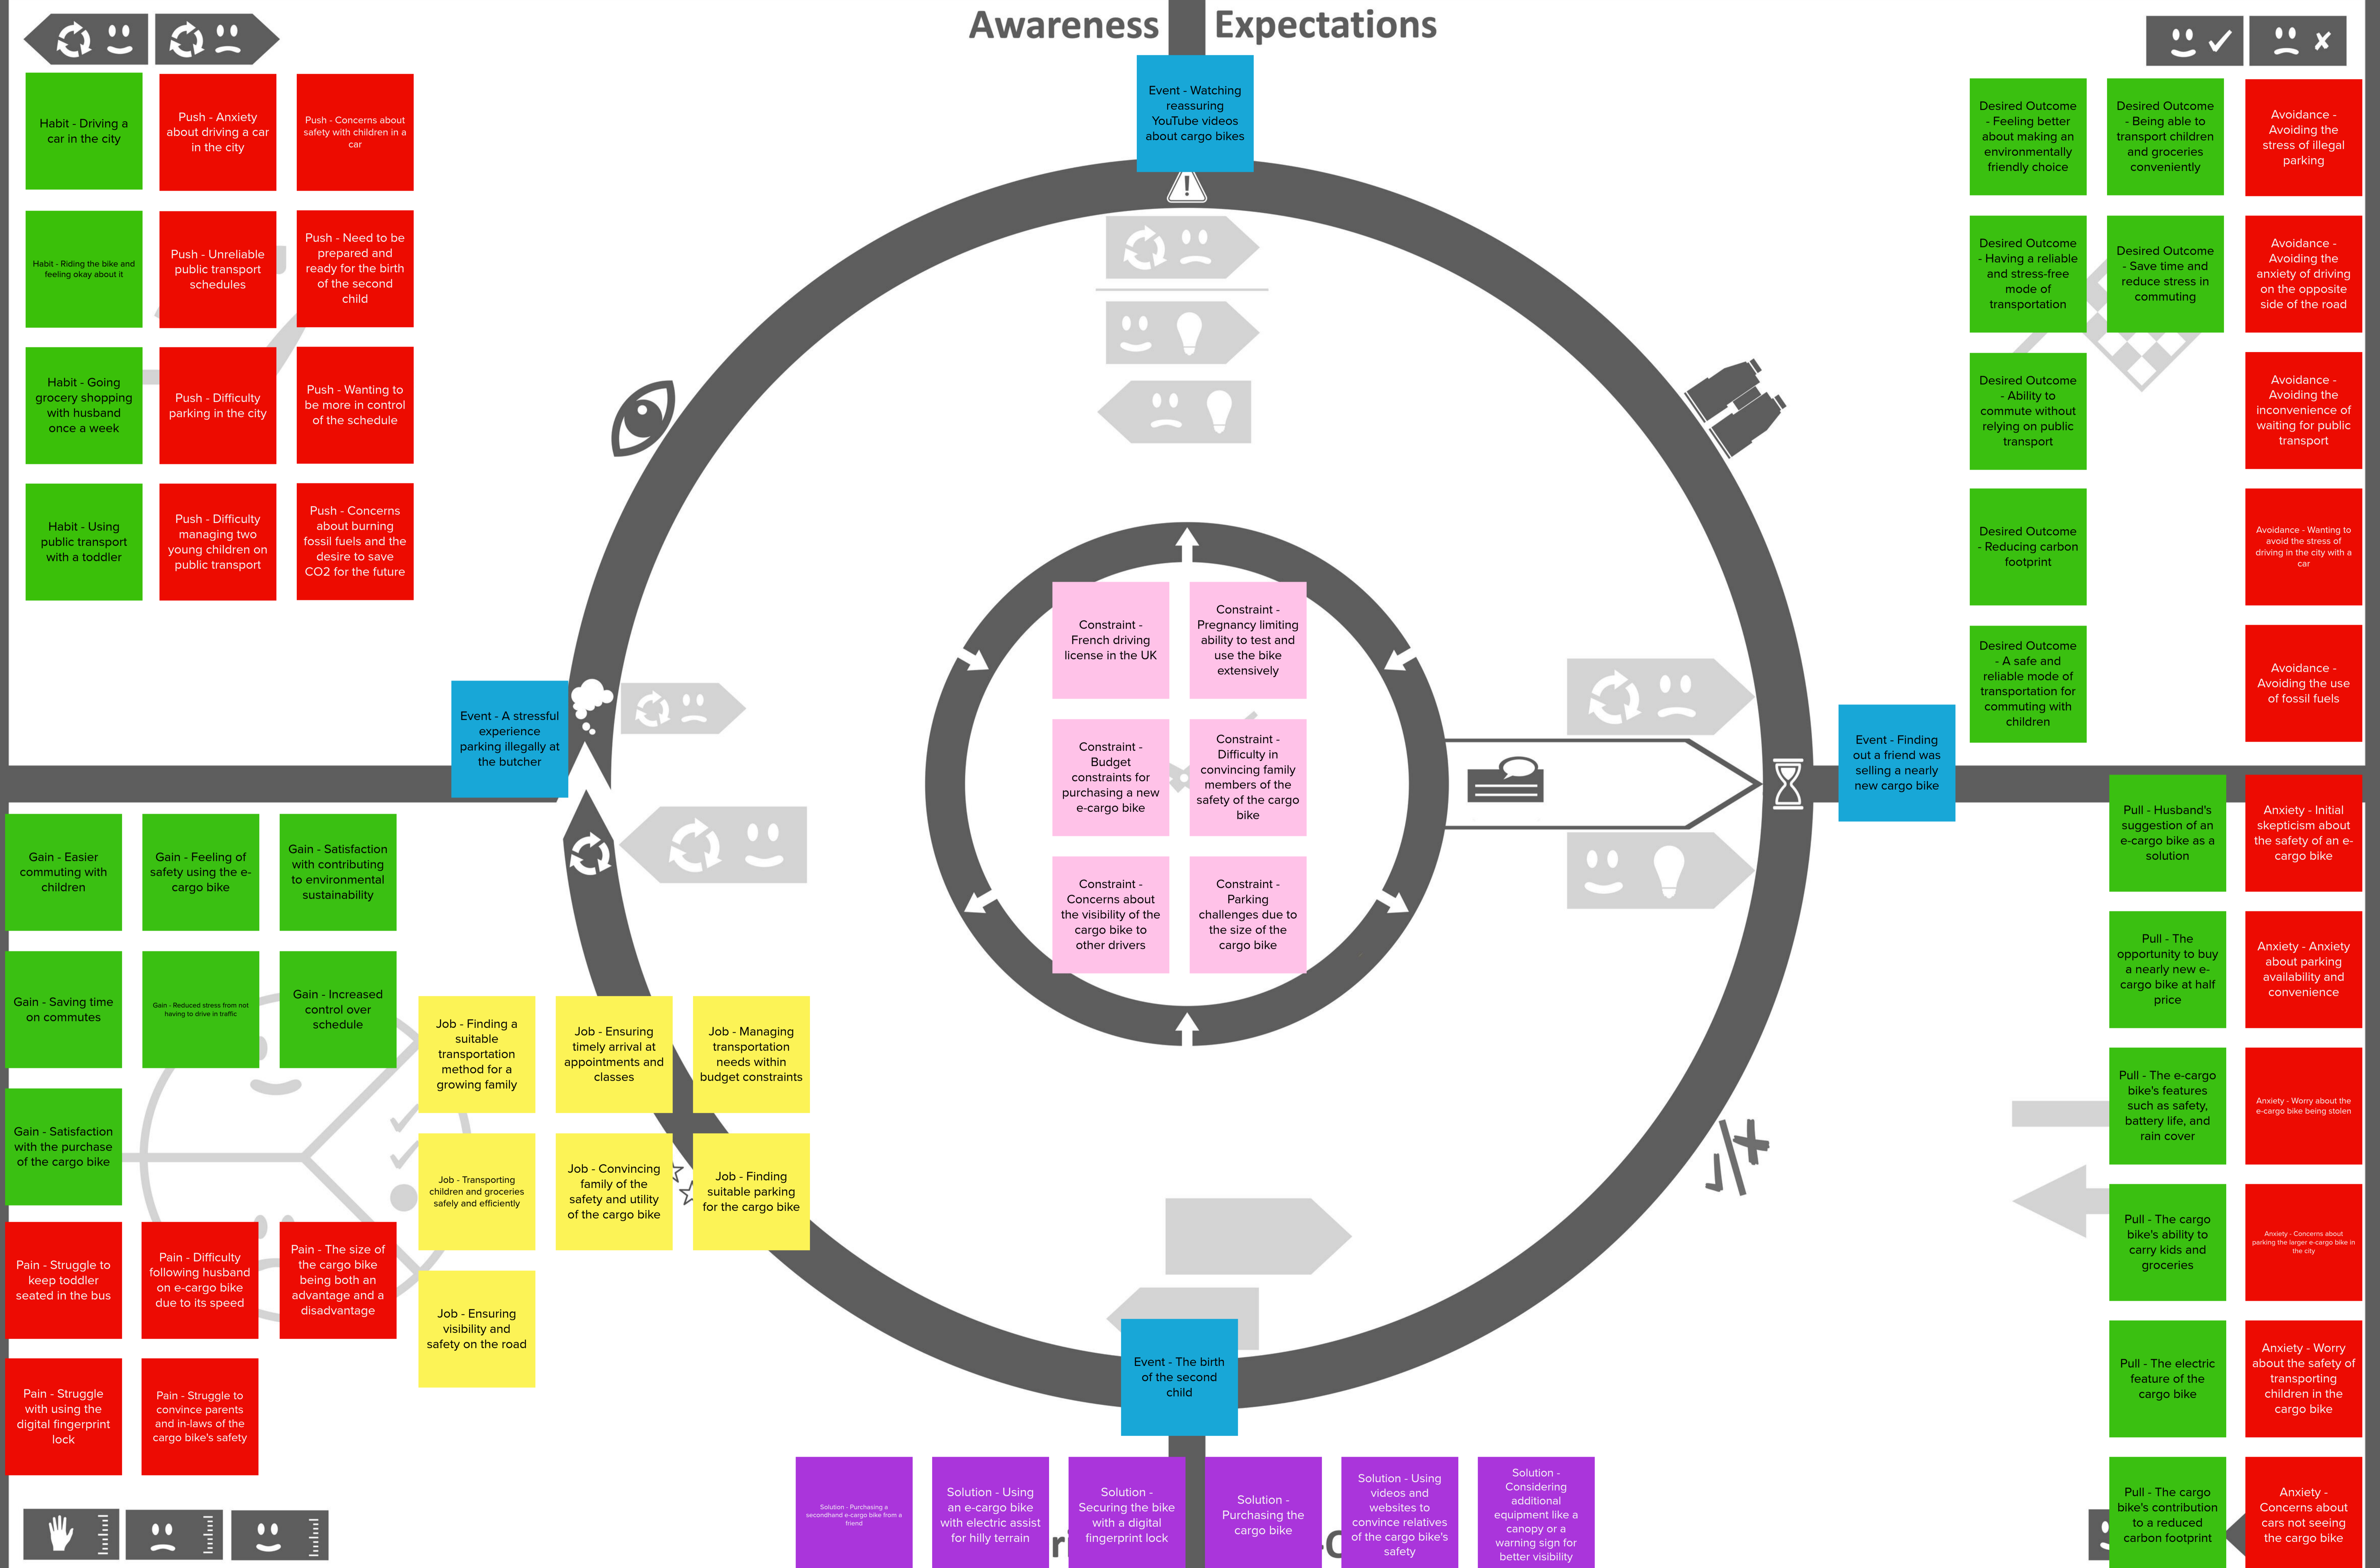 Awareness
Expectations
Event - Watching
reassuring
YouTube videos
about cargo bikes
Habit - Driving a
car in the city
Push - Anxiety
about driving a car
in the city
Push - Concerns about
safety with children in a
car
Habit - Riding the bike and
feeling okay about it
Push - Unreliable
public transport
schedules
Push - Need to be
prepared and
ready for the birth
of the second
child
Habit - Going
grocery shopping
with husband
once a week
Push - Difficulty
parking in the city
Push - Wanting to
be more in control
of the schedule
Habit - Using
public transport
with a toddler
Push - Difficulty
managing two
young children on
public transport
Push - Concerns
about burning
fossil fuels and the
desire to save
CO2 for the future
Desired Outcome
- Feeling better
about making an
environmentally
friendly choice
Desired Outcome
- Being able to
transport children
and groceries
conveniently
Avoidance -
Avoiding the
stress of illegal
parking
Desired Outcome
- Having a reliable
and stress-free
mode of
transportation
Desired Outcome
- Save time and
reduce stress in
commuting
Avoidance -
Avoiding the
anxiety of driving
on the opposite
side of the road
Desired Outcome
- Ability to
commute without
relying on public
transport
Avoidance -
Avoiding the
inconvenience of
waiting for public
transport
Desired Outcome
- Reducing carbon
footprint
Avoidance - Wanting to
avoid the stress of
driving in the city with a
car
Desired Outcome
- A safe and
reliable mode of
transportation for
commuting with
children
Avoidance -
Avoiding the use
of fossil fuels
Event - A stressful
experience
parking illegally at
the butcher
Constraint -
French driving
license in the UK
Constraint -
Pregnancy limiting
ability to test and
use the bike
extensively
Constraint -
Budget
constraints for
purchasing a new
e-cargo bike
Constraint -
Difficulty in
convincing family
members of the
safety of the cargo
bike
Constraint -
Concerns about
the visibility of the
cargo bike to
other drivers
Constraint -
Parking
challenges due to
the size of the
cargo bike
Event - Finding
out a friend was
selling a nearly
new cargo bike
Gain - Easier
commuting with
children
Gain - Feeling of
safety using the e-
cargo bike
Gain - Satisfaction
with contributing
to environmental
sustainability
Gain - Saving time
on commutes
Gain - Reduced stress from not
having to drive in traffic
Gain - Increased
control over
schedule
Gain - Satisfaction
with the purchase
of the cargo bike
Pain - Struggle to
keep toddler
seated in the bus
Pain - Difficulty
following husband
on e-cargo bike
due to its speed
Pain - The size of
the cargo bike
being both an
advantage and a
disadvantage
Pain - Struggle
with using the
digital fingerprint
lock
Pain - Struggle to
convince parents
and in-laws of the
cargo bike's safety
Job - Finding a
suitable
transportation
method for a
growing family
Job - Ensuring
timely arrival at
appointments and
classes
Job - Managing
transportation
needs within
budget constraints
Job - Transporting
children and groceries
safely and efficiently
Job - Convincing
family of the
safety and utility
of the cargo bike
Job - Finding
suitable parking
for the cargo bike
Job - Ensuring
visibility and
safety on the road
Pull - Husband's
suggestion of an
e-cargo bike as a
solution
Anxiety - Initial
skepticism about
the safety of an e-
cargo bike
Pull - The
opportunity to buy
a nearly new e-
cargo bike at half
price
Anxiety - Anxiety
about parking
availability and
convenience
Pull - The e-cargo
bike's features
such as safety,
battery life, and
rain cover
Anxiety - Worry about the
e-cargo bike being stolen
Pull - The cargo
bike's ability to
carry kids and
groceries
Anxiety - Concerns about
parking the larger e-cargo bike in
the city
Pull - The electric
feature of the
cargo bike
Anxiety - Worry
about the safety of
transporting
children in the
cargo bike
Pull - The cargo
bike's contribution
to a reduced
carbon footprint
Anxiety -
Concerns about
cars not seeing
the cargo bike
Event - The birth
of the second
child
Solution - Purchasing a
secondhand e-cargo bike from a
friend
Solution - Using
an e-cargo bike
with electric assist
for hilly terrain
Solution -
Securing the bike
with a digital
fingerprint lock
Solution -
Purchasing the
cargo bike
Solution - Using
videos and
websites to
convince relatives
of the cargo bike's
safety
Solution -
Considering
additional
equipment like a
canopy or a
warning sign for
better visibility